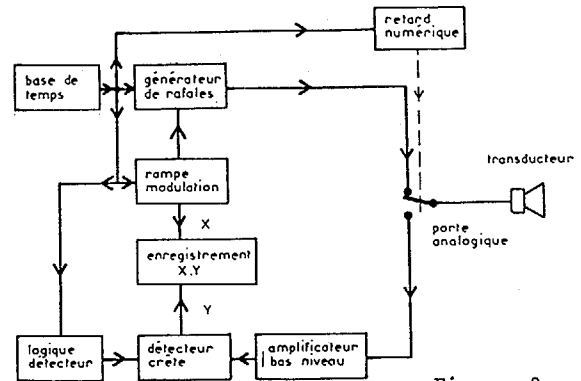 retard
numérique
base de
temps
générateur
de rafales
transducteur
rampe
modulation
porte
analogique
X
enregistrement
X.Y
Y
logique
détecteur
détecteur
crête
amplificateur
bas niveau